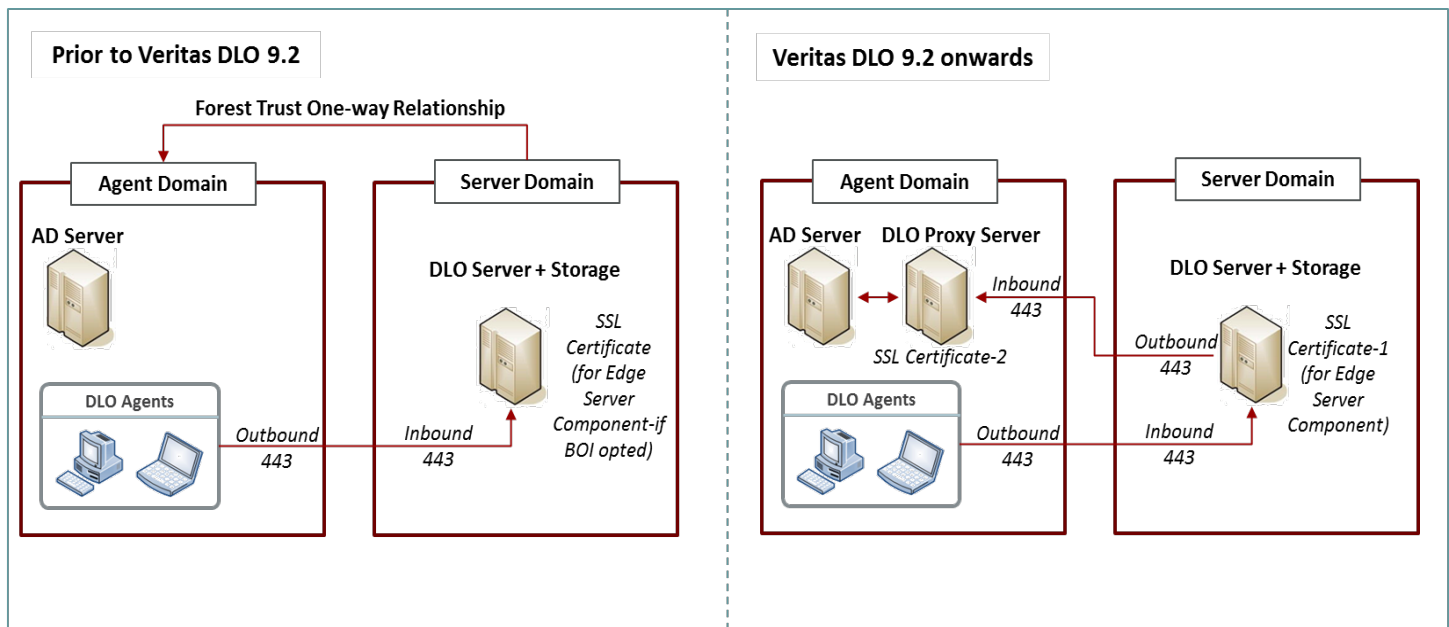 Prior to Veritas DLO 9.2
Forest Trust One-way Relationship
Agent Domain
Server Domain
AD Server
DLO Server + Storage
SSL
Certificate
(for Edge
Server
Component-if
BOI opted)
DLO Agents
Outbound
443
Inbound
443
Veritas DLO 9.2 onwards
Agent Domain
Server Domain
AD Server
DLO Proxy Server
DLO Server + Storage
Inbound
443
Outbound
443
SSL
Certificate-1
(for Edge
Server
Component)
SSL Certificate-2
DLO Agents
Outbound
443
Inbound
443